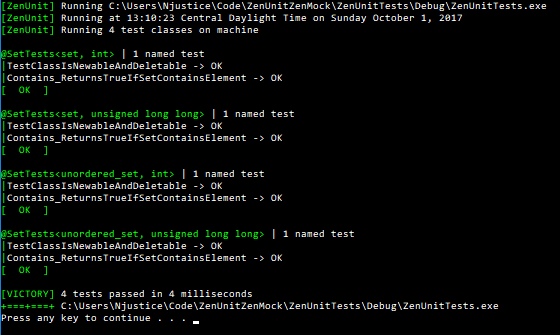 [ZenUnit] Running C:\Users\Njustice\Code\ZenUnitZenMock\ZenUnitTests\Debug\ZenUnitTests.exe
[ZenUnit] Running at 13:10:23 Central Daylight Time on Sunday October 1, 2017
[ZenUnit] Running 4 test classes on machine
@SetTests<set, int> | 1 named test
|TestClassIsNewableAndDeletable -> OK
|Contains_ReturnsTrueIfSetContainsElement -> OK
[  OK  ]
@SetTests<set, unsigned long long> | 1 named test
|TestClassIsNewableAndDeletable -> OK
|Contains_ReturnsTrueIfSetContainsElement -> OK
[  OK  ]
@SetTests<unordered_set, int> | 1 named test
|TestClassIsNewableAndDeletable -> OK
|Contains_ReturnsTrueIfSetContainsElement -> OK
[  OK  ]
@SetTests<unordered_set, unsigned long long> | 1 named test
|TestClassIsNewableAndDeletable -> OK
|Contains_ReturnsTrueIfSetContainsElement -> OK
[  OK  ]
[VICTORY] 4 tests passed in 4 milliseconds
+===+===+ C:\Users\Njustice\Code\ZenUnitZenMock\ZenUnitTests\Debug\ZenUnitTests.exe
Press any key to continue . . .